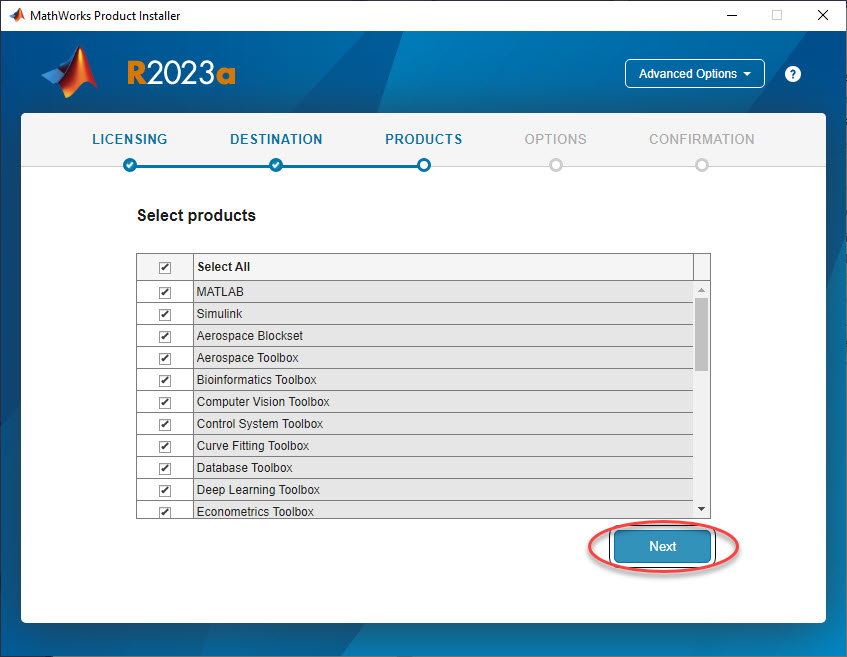 MathWorks Product Installer
R2023a
Advanced Options
?
LICENSING DESTINATION PRODUCTS OPTIONS CONFIRMATION
Select products
Select All
MATLAB
Simulink
Aerospace Blockset
Aerospace Toolbox
Bioinformatics Toolbox
Computer Vision Toolbox
Control System Toolbox
Curve Fitting Toolbox
Database Toolbox
Deep Learning Toolbox
Econometrics Toolbox
Next